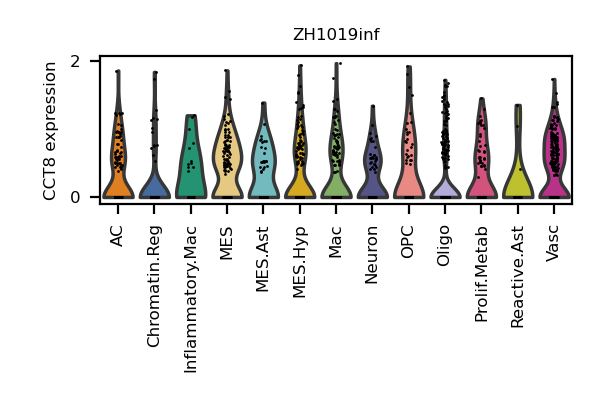 ZH1019inf
CCT8 expression
2
0
AC
Chromatin.Reg
Inflammatory.Mac
MES
MES.Ast
MES.Hyp
Mac
Neuron
OPC
Oligo
Prolif.Metab
Reactive.Ast
Vasc